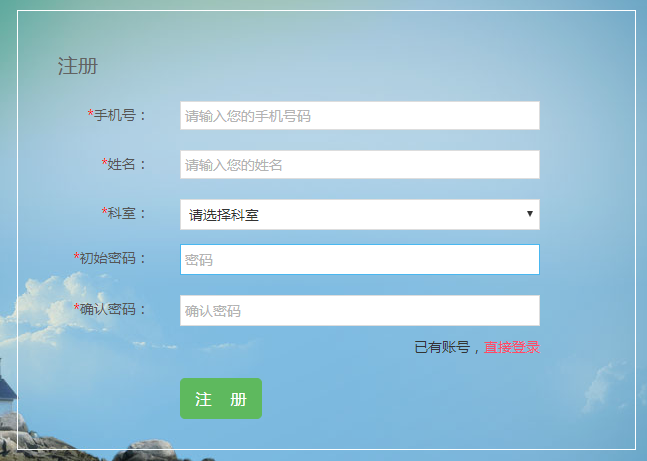 注册
*手机号： 请输入您的手机号码
*姓名： 请输入您的姓名
*科室： 请选择科室
*初始密码： 密码
*确认密码： 确认密码
已有账号，直接登录
注 册